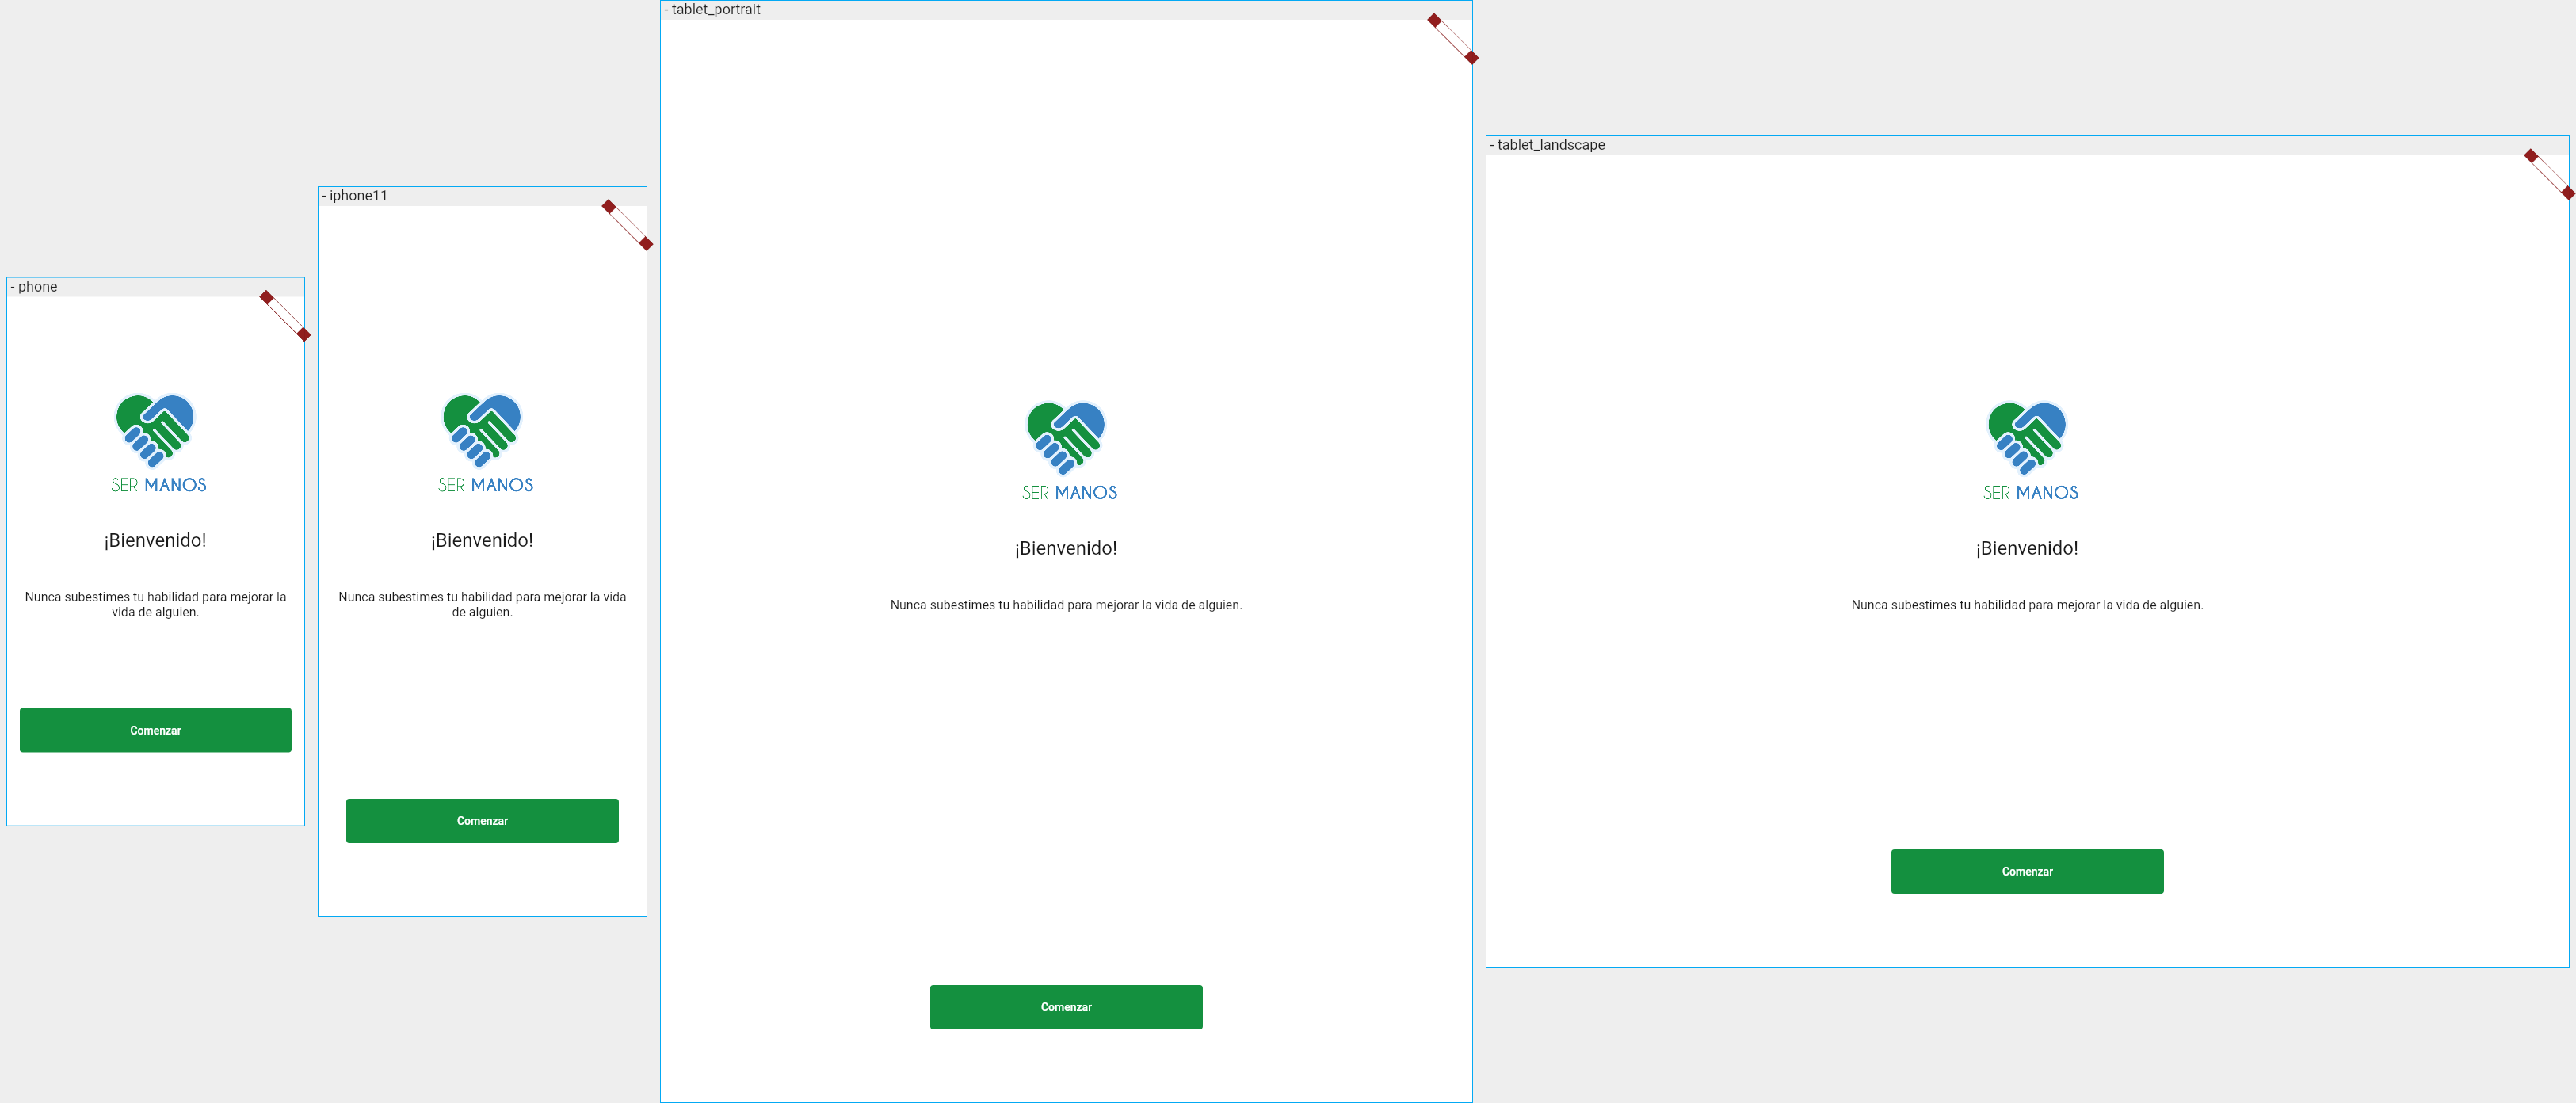 - phone
SER MANOS
¡Bienvenido!
Nunca subestimes tu habilidad para mejorar la
vida de alguien.
Comenzar
- iphone11
SER MANOS
¡Bienvenido!
Nunca subestimes tu habilidad para mejorar la vida
de alguien.
Comenzar
- tablet_portrait
SER MANOS
¡Bienvenido!
Nunca subestimes tu habilidad para mejorar la vida de alguien.
Comenzar
- tablet_landscape
SER MANOS
¡Bienvenido!
Nunca subestimes tu habilidad para mejorar la vida de alguien.
Comenzar